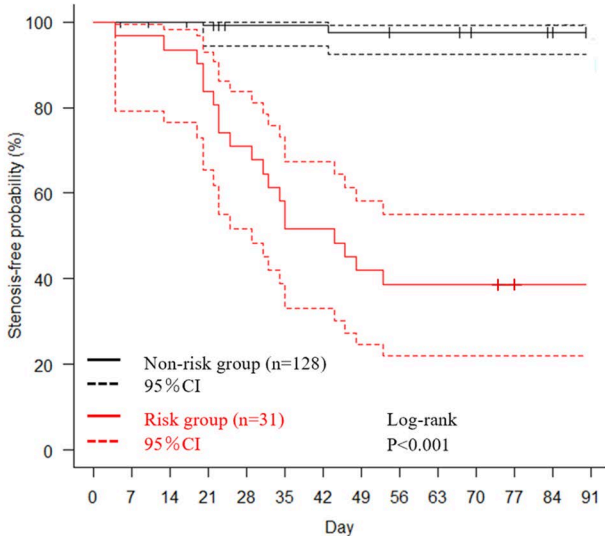 Stenosis-free probability (%)
100
80
60
40
20
0
Non-risk group (n=128)
95%CI
Risk group (n=31)
95%CI
Log-rank
P<0.001
0 7 14 21 28 35 42 49 56 63 70 77 84 91
Day